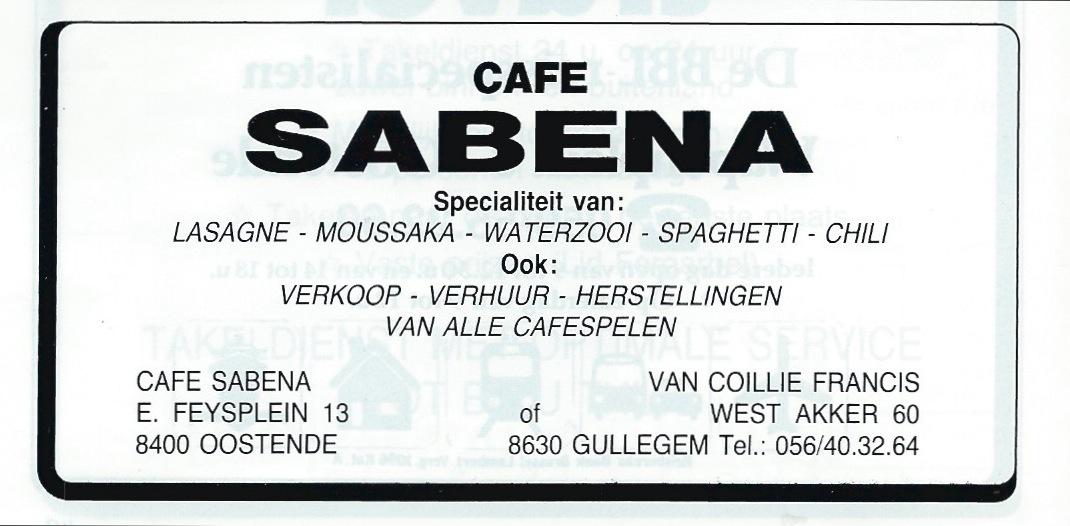 CAFE
SABENA
Specialiteit van:
LASAGNE - MOUSSAKA - WATERZOOI - SPAGHETTI - CHILI
Ook:
VERKOOP - VERHUUR - HERSTELLINGEN
VAN ALLE CAFESPELEN
CAFE SABENA VAN COILLIE FRANCIS
E. FEYSPLEIN 13 of WEST AKKER 60
8400 OOSTENDE 8630 GULLEGEM Tel.: 056/40.32.64